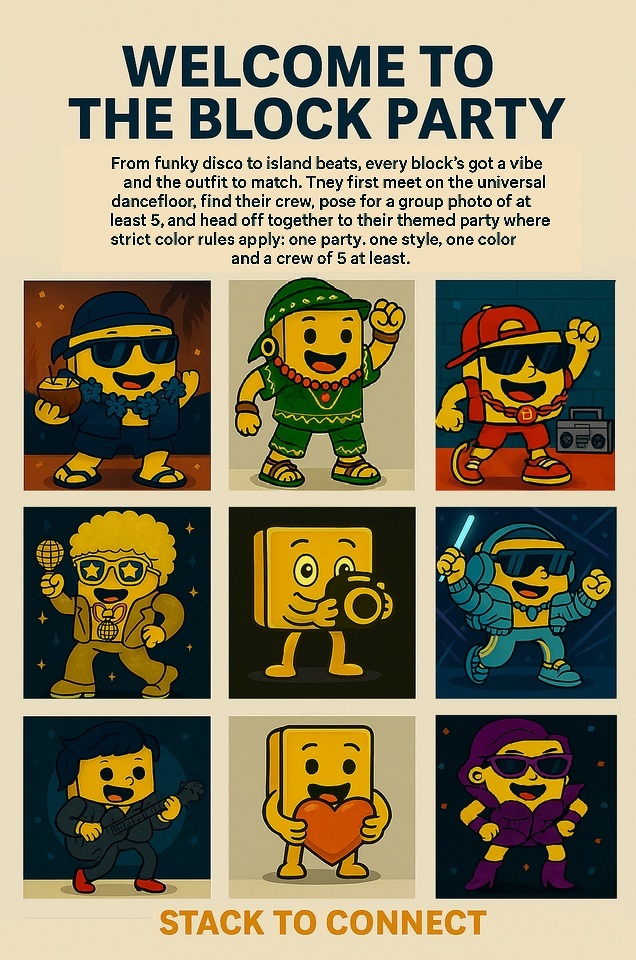 WELCOME TO
THE BLOCK PARTY
From funky disco to island beats, every block's got a vibe
and the outfit to match. Tney first meet on the universal
dancefloor, find their crew, pose for a group photo of at
least 5, and head off together to their themed party where
strict color rules apply: one party. one style, one color
and a crew of 5 at least.
STACK TO CONNECT